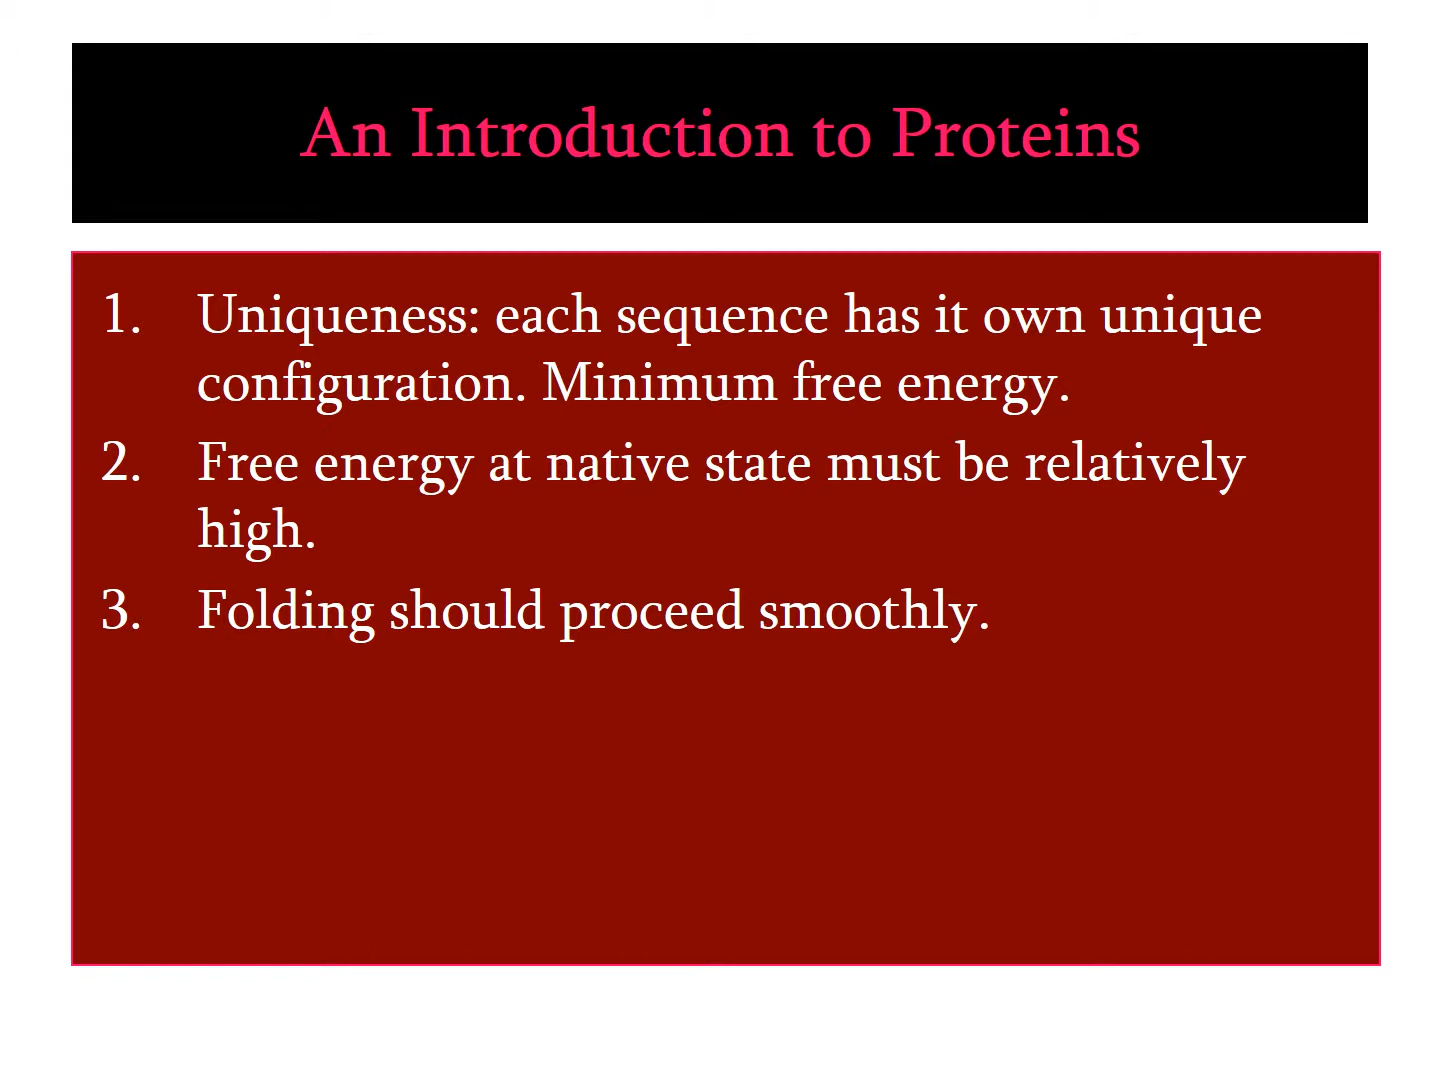 An Introduction to Proteins
1. Uniqueness: each sequence has it own unique
configuration. Minimum free energy.
2. Free energy at native state must be relatively
high.
3. Folding should proceed smoothly.